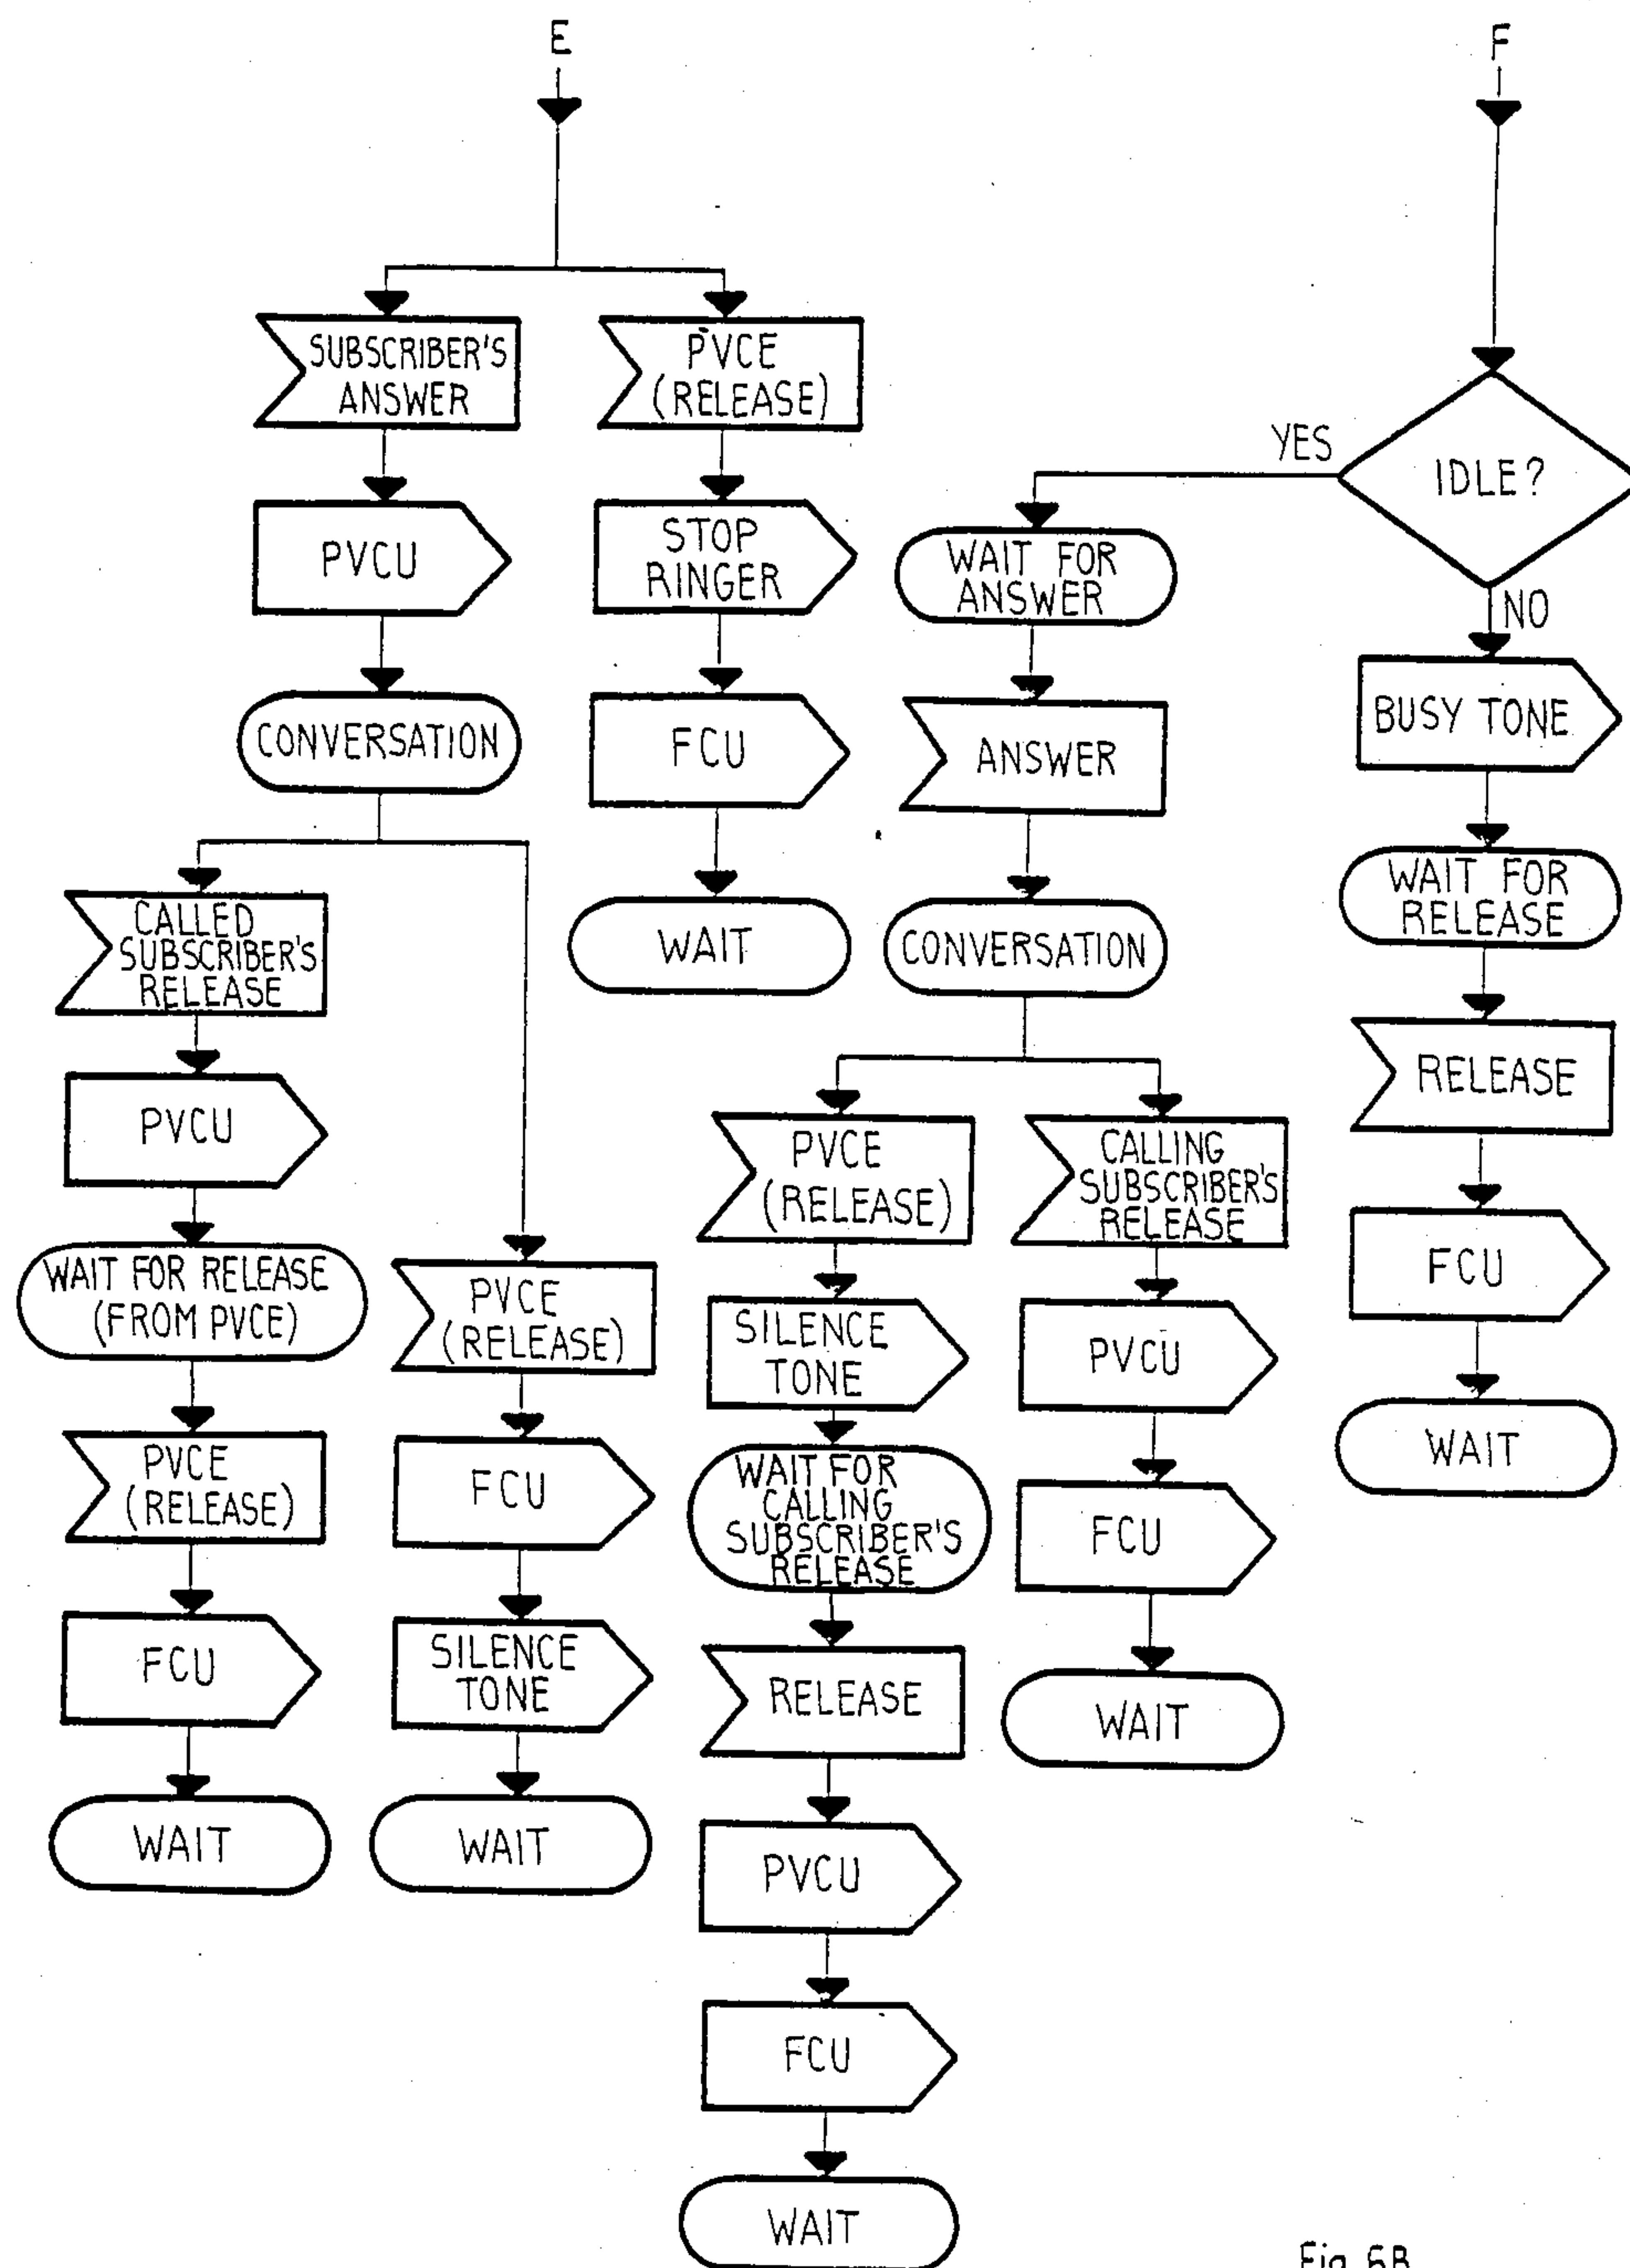 E
F
SUBSCRIBER'S
ANSWER
PVCE
(RELEASE)
YES
IDLE?
PVCU
STOP
RINGER
WAIT FOR
ANSWER
NO
CONVERSATION
FCU
ANSWER
BUSY TONE
CALLED
SUBSCRIBER'S
RELEASE
WAIT
CONVERSATION
WAIT FOR
RELEASE
PVCU
PVCE
(RELEASE)
CALLING
SUBSCRIBER'S
RELEASE
RELEASE
WAIT FOR RELEASE
(FROM PVCE)
PVCE
(RELEASE)
SILENCE
TONE
PVCU
FCU
PVCE
(RELEASE)
FCU
WAIT FOR
CALLING
SUBSCRIBER'S
RELEASE
FCU
WAIT
FCU
SILENCE
TONE
RELEASE
WAIT
WAIT
WAIT
PVCU
FCU
WAIT
Fig. 6B